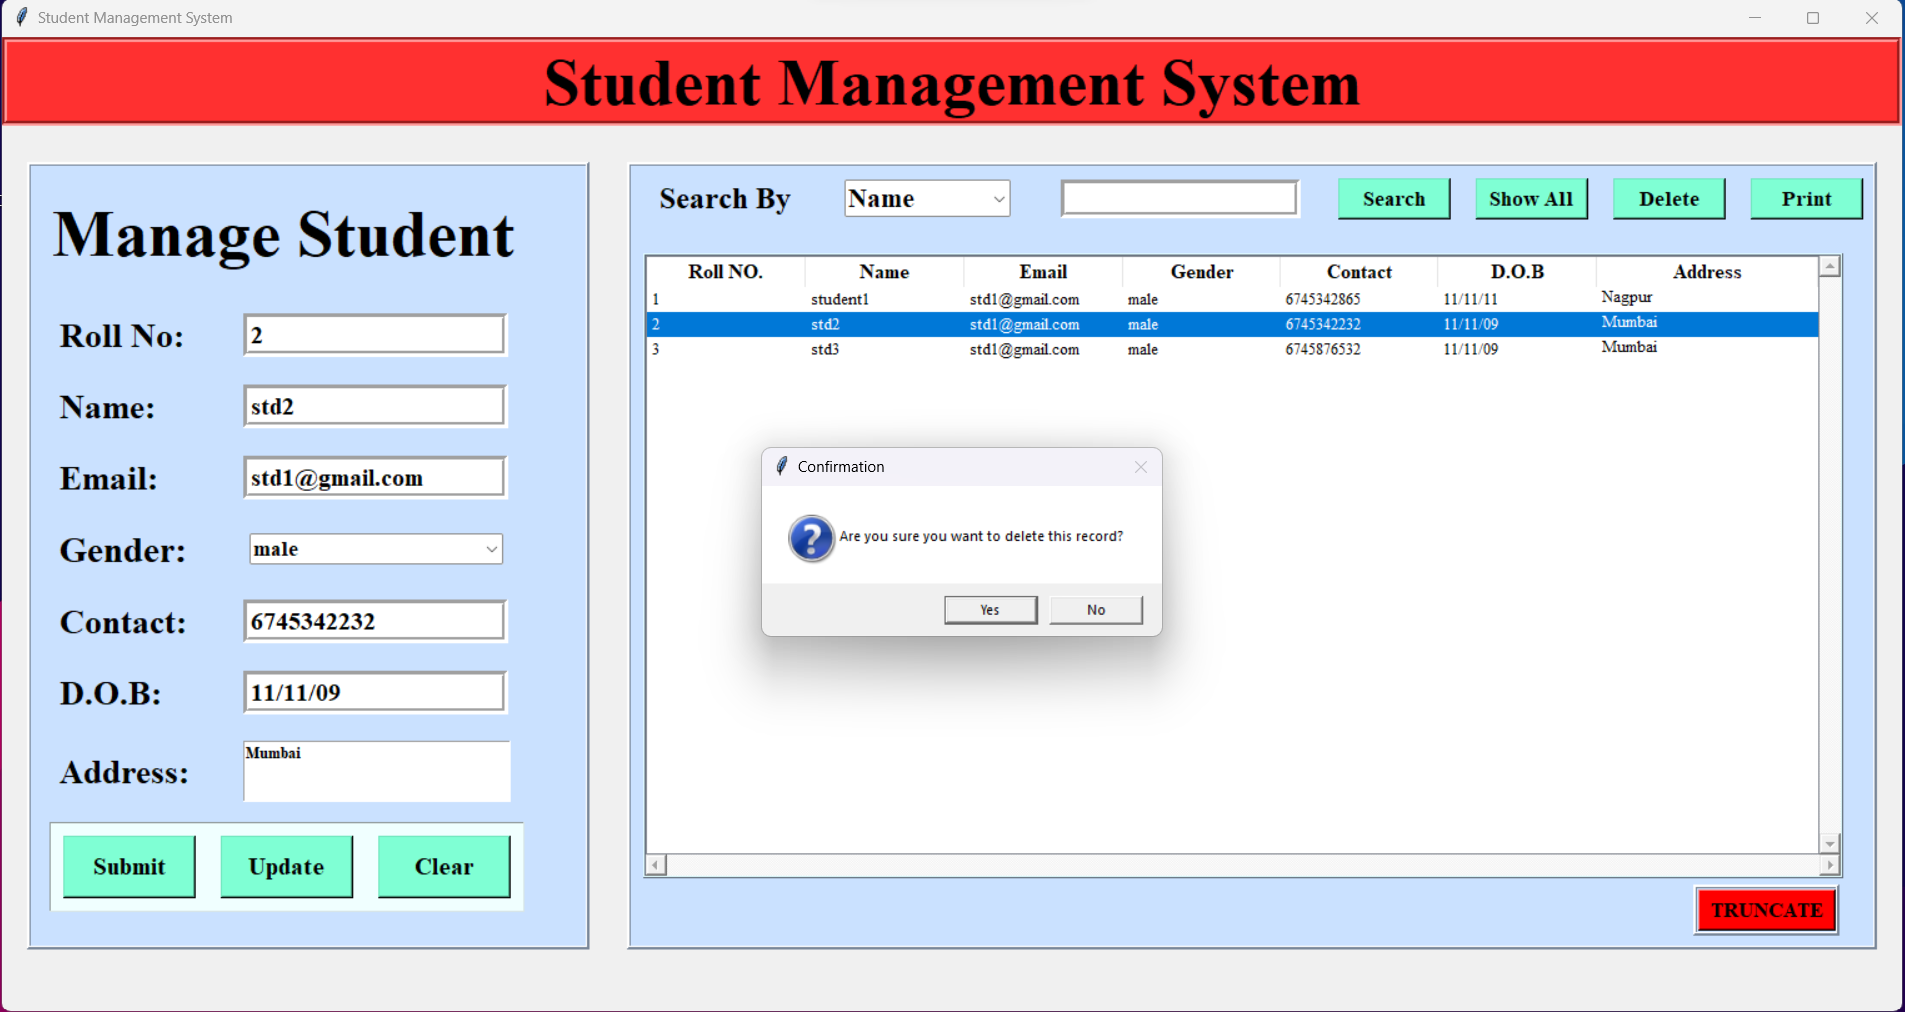 Student Management System
Student Management System
Manage Student
Roll No: 2
Name: std2
Email: std1@gmail.com
Gender: male
Contact: 6745342232
D.O.B: 11/11/09
Address: Mumbai
Submit Update Clear
Search By Name Search Show All Delete Print
Roll NO. Name Email Gender Contact D.O.B Address
1 student1 std1@gmail.com male 6745342865 11/11/11 Nagpur
2 std2 std1@gmail.com male 6745342232 11/11/09 Mumbai
3 std3 std1@gmail.com male 6745876532 11/11/09 Mumbai
Confirmation
Are you sure you want to delete this record?
Yes No
TRUNCATE